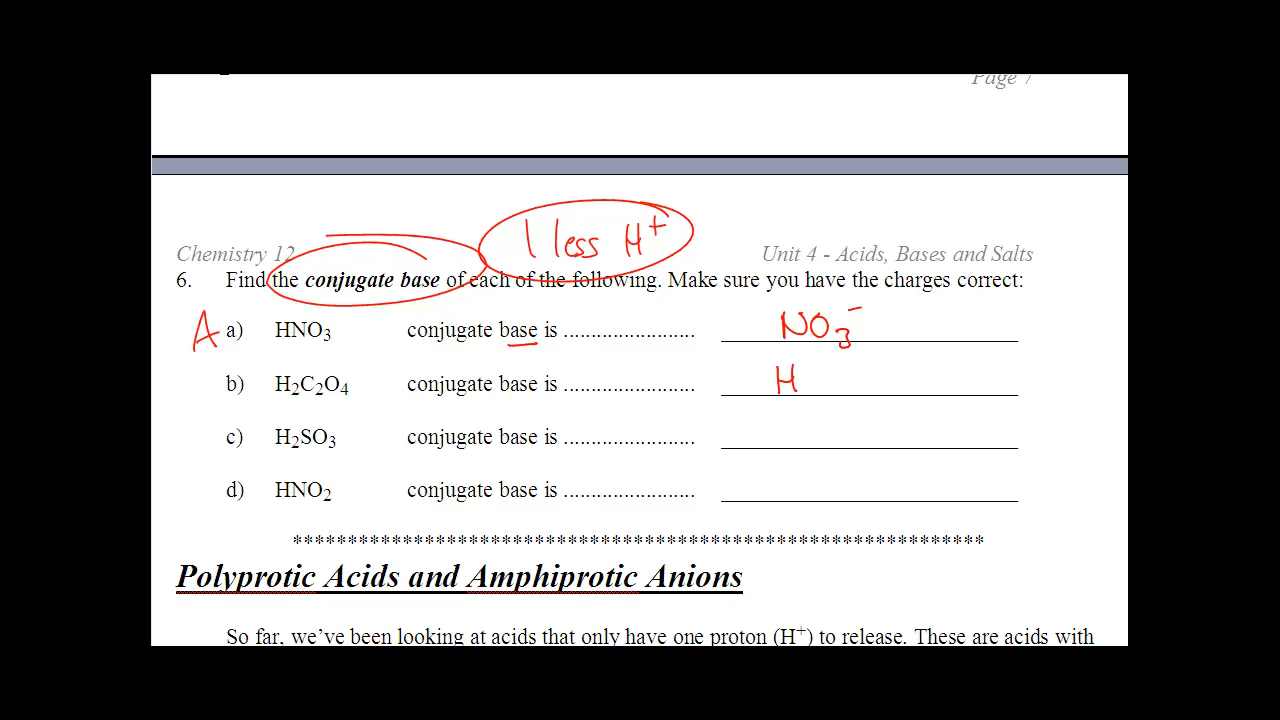 Page 7
1 less H⁺
Chemistry 12 Unit 4 - Acids, Bases and Salts
6. Find the conjugate base of each of the following. Make sure you have the charges correct:
A a) HNO₃ conjugate base is ........................ NO₃⁻
b) H₂C₂O₄ conjugate base is ........................ H
c) H₂SO₃ conjugate base is ........................
d) HNO₂ conjugate base is ........................
***************************************************************
Polyprotic Acids and Amphiprotic Anions
So far, we’ve been looking at acids that only have one proton (H⁺) to release. These are acids with